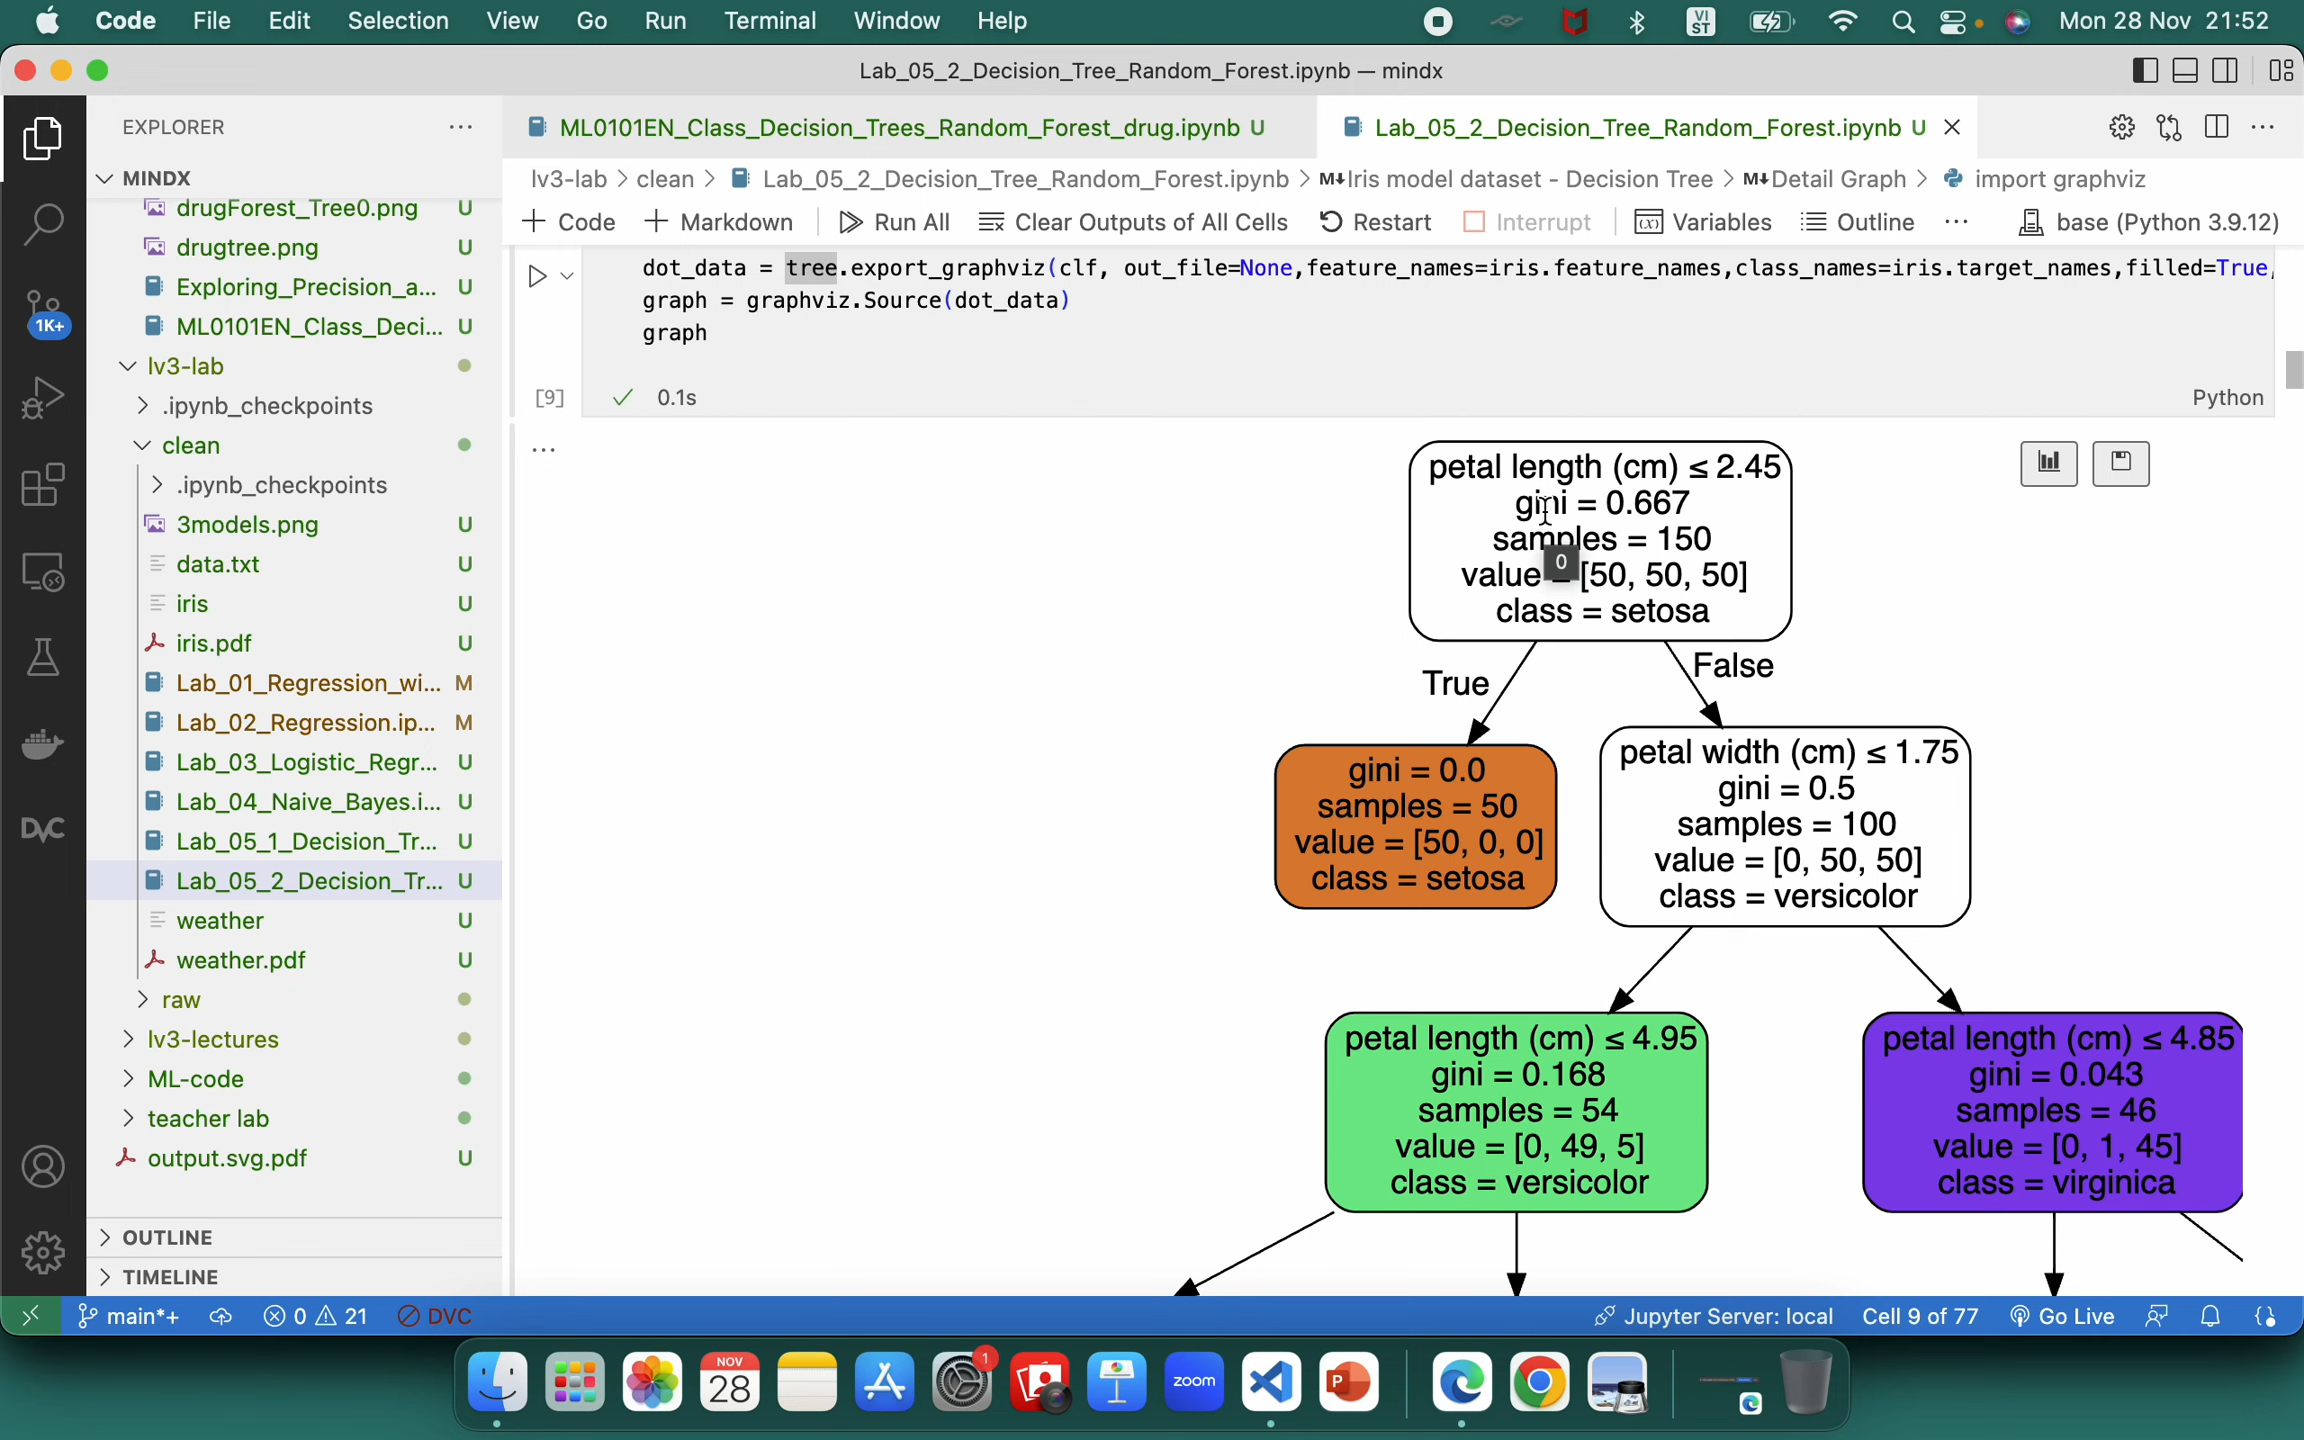 Code File Edit Selection View Go Run Terminal Window Help VI ST Mon 28 Nov 21:52
Lab_05_2_Decision_Tree_Random_Forest.ipynb — mindx
EXPLORER
MINDX
drugForest_Tree0.png U
drugtree.png U
Exploring_Precision_a... U
ML0101EN_Class_Deci... U
lv3-lab
.ipynb_checkpoints
clean
.ipynb_checkpoints
3models.png U
data.txt U
iris U
iris.pdf U
Lab_01_Regression_wi... M
Lab_02_Regression.ip... M
Lab_03_Logistic_Regr... U
Lab_04_Naive_Bayes.i... U
Lab_05_1_Decision_Tr... U
Lab_05_2_Decision_Tr... U
weather U
weather.pdf U
raw
lv3-lectures
ML-code
teacher lab
output.svg.pdf U
OUTLINE
TIMELINE
1K+
DVC
ML0101EN_Class_Decision_Trees_Random_Forest_drug.ipynb U
Lab_05_2_Decision_Tree_Random_Forest.ipynb U
lv3-lab > clean > Lab_05_2_Decision_Tree_Random_Forest.ipynb > M↓Iris model dataset - Decision Tree > M↓Detail Graph > import graphviz
+ Code + Markdown Run All Clear Outputs of All Cells Restart Interrupt Variables Outline ... base (Python 3.9.12)
dot_data = tree.export_graphviz(clf, out_file=None,feature_names=iris.feature_names,class_names=iris.target_names,filled=True,
graph = graphviz.Source(dot_data)
graph
[9] ✓ 0.1s Python
petal length (cm) ≤ 2.45
gini = 0.667
samples = 150
value = [50, 50, 50]
class = setosa
0
True
False
gini = 0.0
samples = 50
value = [50, 0, 0]
class = setosa
petal width (cm) ≤ 1.75
gini = 0.5
samples = 100
value = [0, 50, 50]
class = versicolor
petal length (cm) ≤ 4.95
gini = 0.168
samples = 54
value = [0, 49, 5]
class = versicolor
petal length (cm) ≤ 4.85
gini = 0.043
samples = 46
value = [0, 1, 45]
class = virginica
main*+ 0 21 DVC Jupyter Server: local Cell 9 of 77 Go Live
NOV
28
1
zoom
P